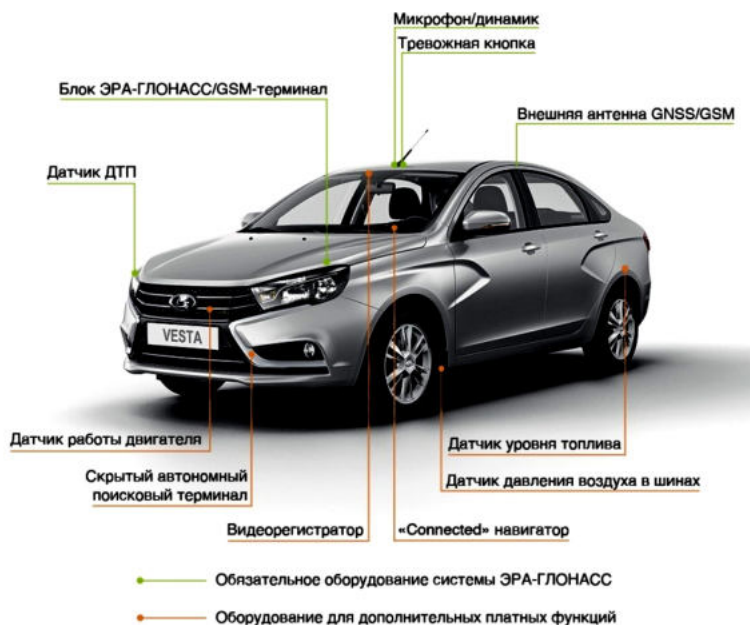 Микрофон/динамик
Тревожная кнопка
Блок ЭРА-ГЛОНАСС/GSM-терминал
Внешняя антенна GNSS/GSM
Датчик ДТП
VESTA
Датчик работы двигателя
Датчик уровня топлива
Скрытый автономный
поисковый терминал
Датчик давления воздуха в шинах
Видеорегистратор
«Connected» навигатор
Обязательное оборудование системы ЭРА-ГЛОНАСС
Оборудование для дополнительных платных функций